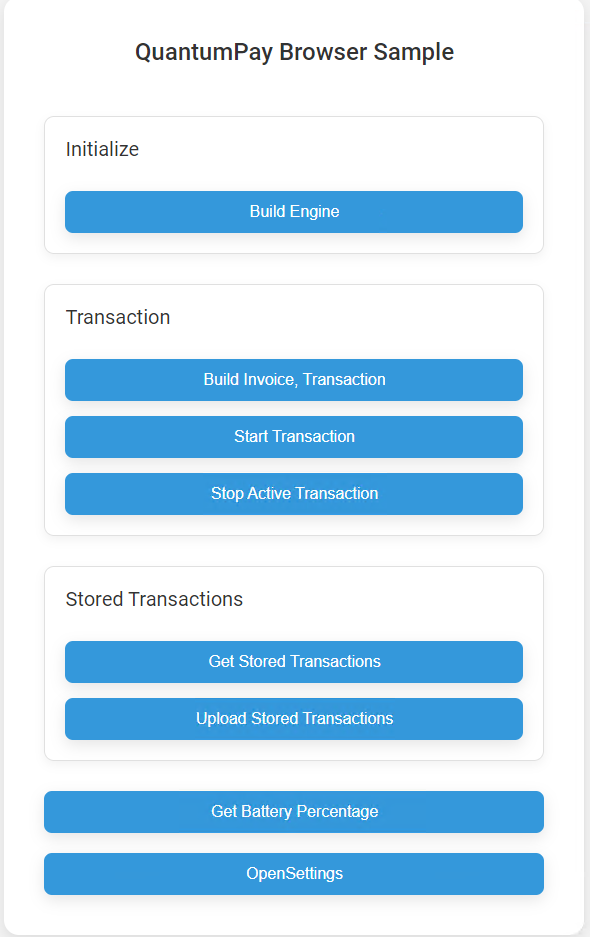 QuantumPay Browser Sample
Initialize
Build Engine
Transaction
Build Invoice, Transaction
Start Transaction
Stop Active Transaction
Stored Transactions
Get Stored Transactions
Upload Stored Transactions
Get Battery Percentage
OpenSettings